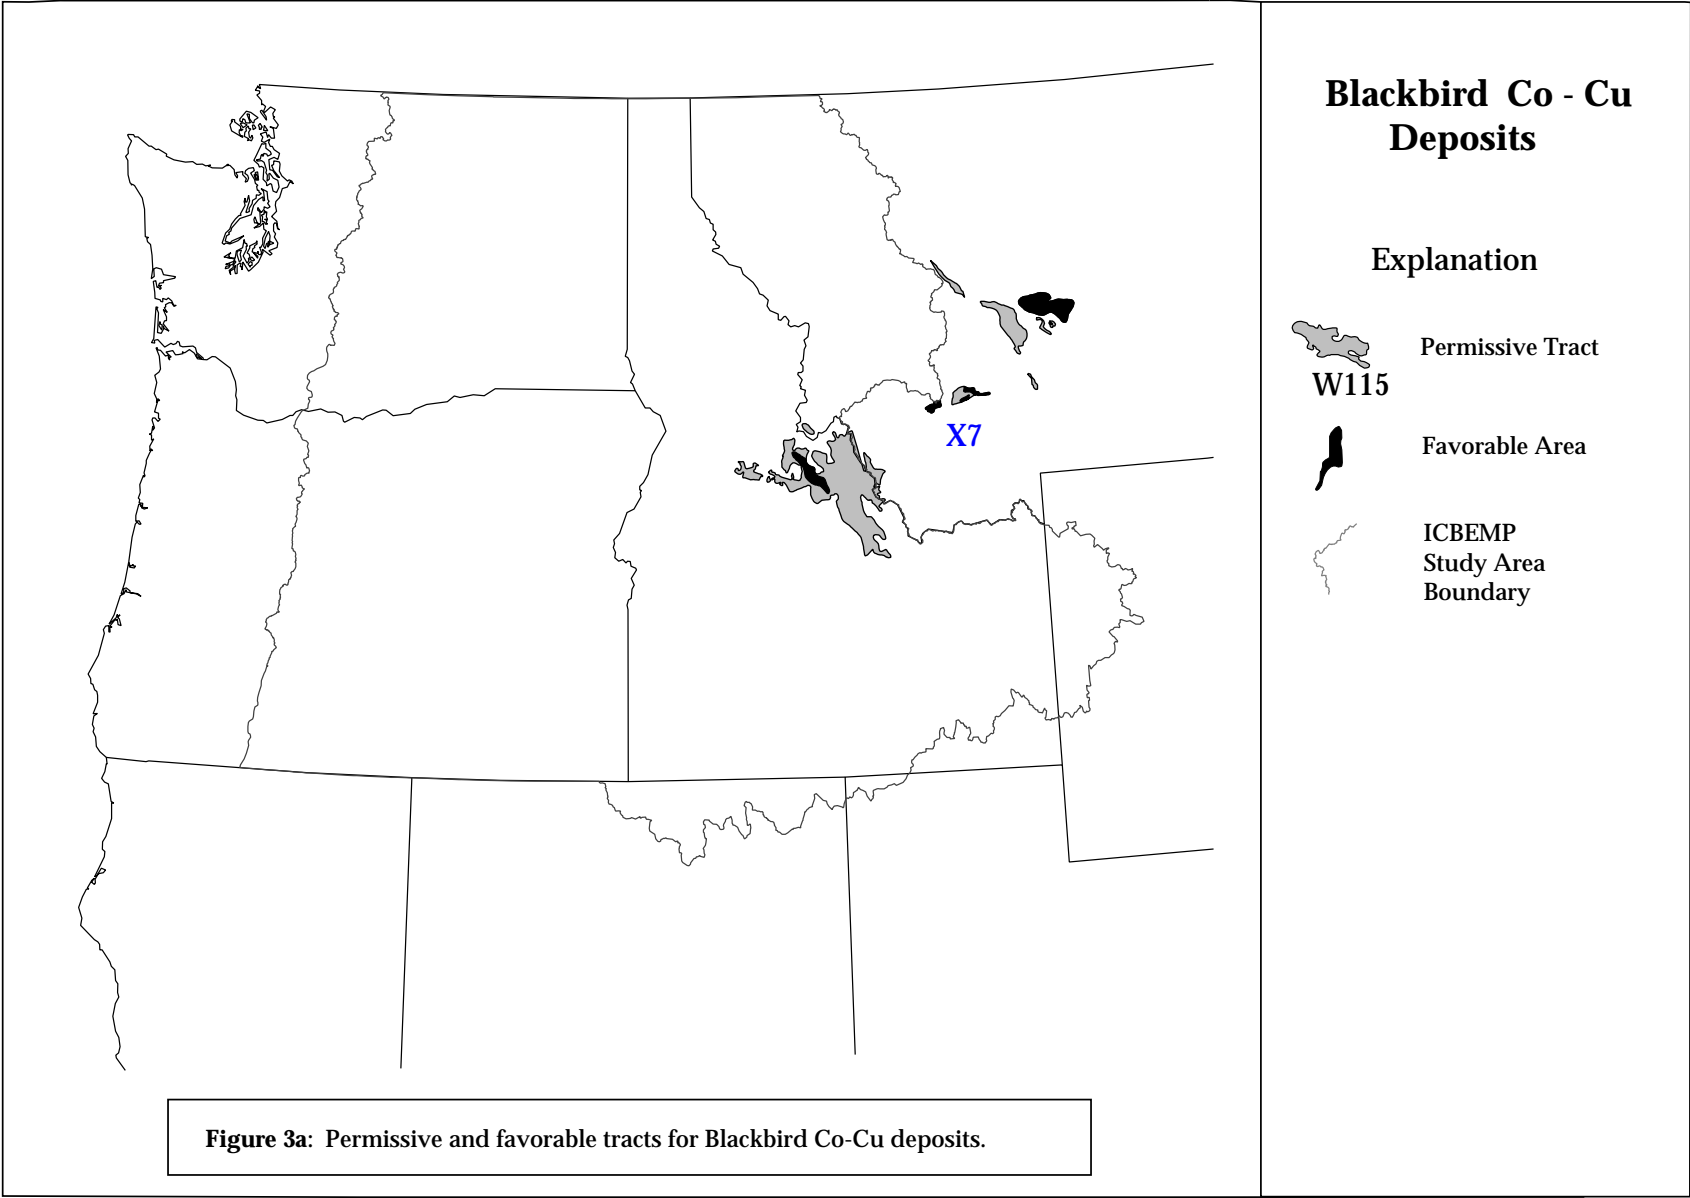 Blackbird Co - Cu
Deposits
Explanation
Permissive Tract
W115
Favorable Area
ICBEMP
Study Area
Boundary
X7
Figure 3a: Permissive and favorable tracts for Blackbird Co-Cu deposits.